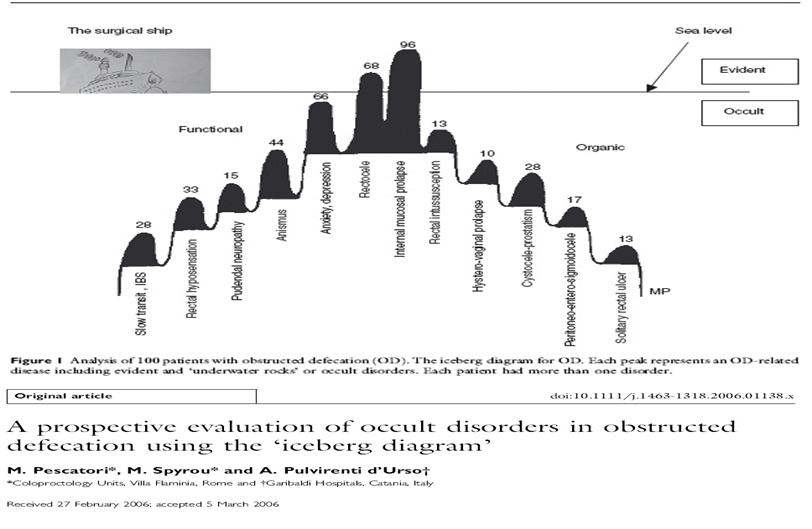 The surgical ship
Sea level
Evident
Occult
Functional
Organic
28
33
15
44
66
68
96
13
10
28
17
13
Slow transit, IBS
Rectal hyposensation
Pudendal neuropathy
Anismus
Anxiety, depression
Rectocele
Internal mucosal prolapse
Rectal intussusception
Hystero-vaginal prolapse
Cystocele-prostatism
Peritoneo-entero-sigmoidocele
Solitary rectal ulcer
MP
Figure 1 Analysis of 100 patients with obstructed defecation (OD). The iceberg diagram for OD. Each peak represents an OD-related
disease including evident and ‘underwater rocks’ or occult disorders. Each patient had more than one disorder.
Original article
doi:10.1111/j.1463-1318.2006.01138.x
A prospective evaluation of occult disorders in obstructed
defecation using the ‘iceberg diagram’
M. Pescatori*, M. Spyrou* and A. Pulvirenti d’Urso†
*Coloproctology Units, Villa Flaminia, Rome and †Garibaldi Hospitals, Catania, Italy
Received 27 February 2006; accepted 5 March 2006